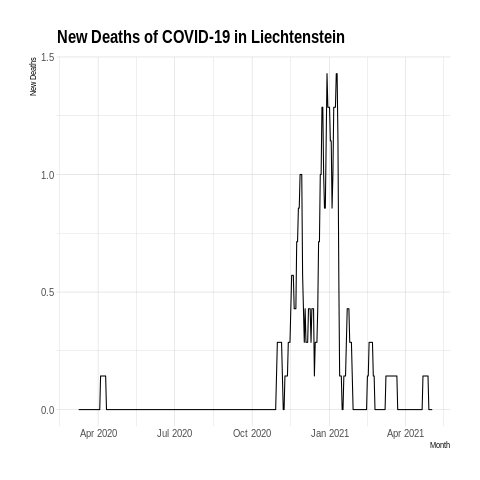 New Deaths of COVID-19 in Liechtenstein
New Deaths
1.5
1.0
0.5
0.0
Apr 2020 Jul 2020 Oct 2020 Jan 2021 Apr 2021
Month